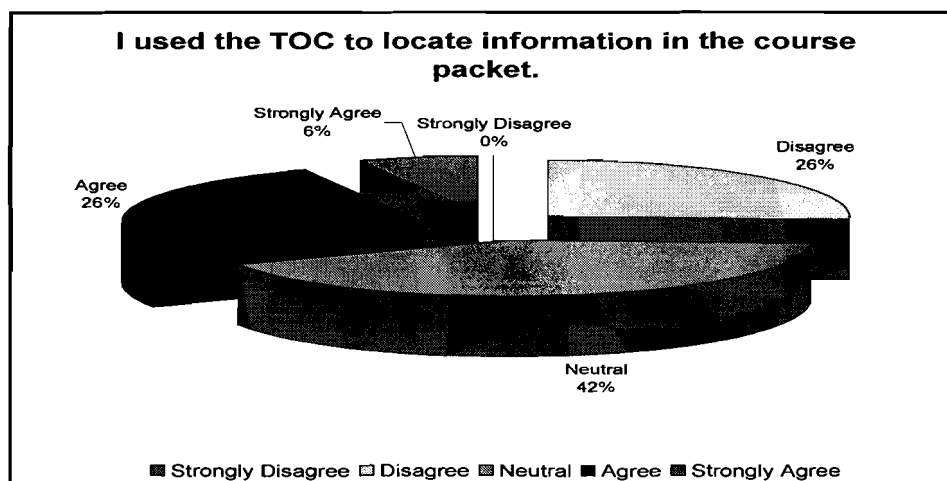 I used the TOC to locate information in the course
packet.
Strongly Agree
6%
Strongly Disagree
0%
Disagree
26%
Agree
26%
Neutral
42%
Strongly Disagree Disagree Neutral Agree Strongly Agree